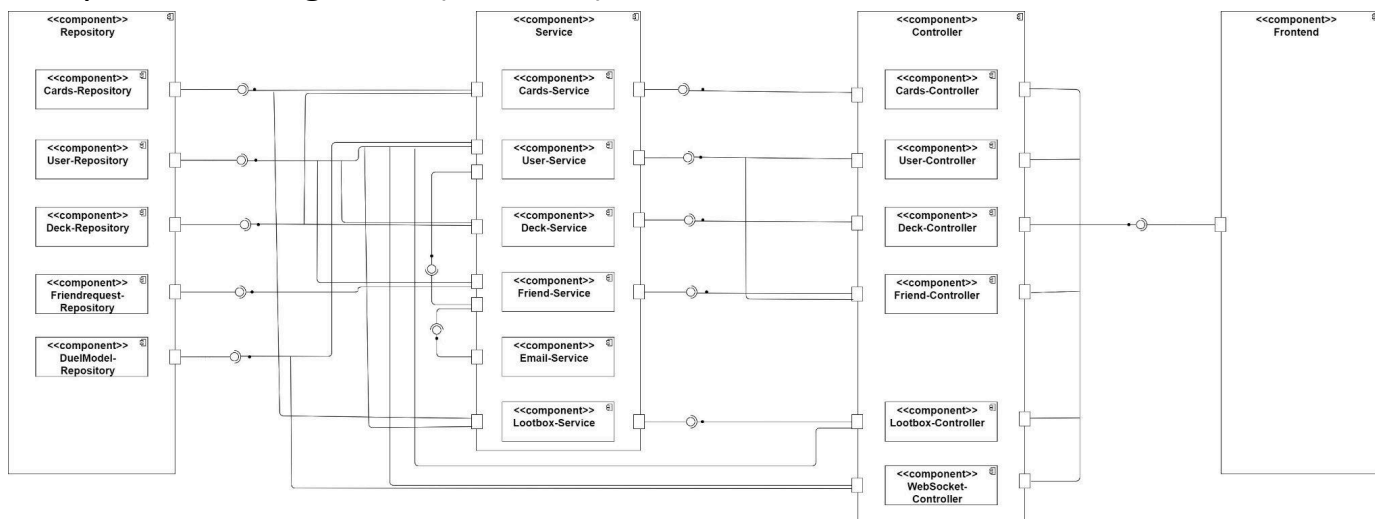 <<component>>
Repository
<<component>>
Cards-Repository
<<component>>
User-Repository
<<component>>
Deck-Repository
<<component>>
Friendrequest-
Repository
<<component>>
DuelModel-
Repository
<<component>>
Service
<<component>>
Cards-Service
<<component>>
User-Service
<<component>>
Deck-Service
<<component>>
Friend-Service
<<component>>
Email-Service
<<component>>
Lootbox-Service
<<component>>
Controller
<<component>>
Cards-Controller
<<component>>
User-Controller
<<component>>
Deck-Controller
<<component>>
Friend-Controller
<<component>>
Lootbox-Controller
<<component>>
WebSocket-
Controller
<<component>>
Frontend